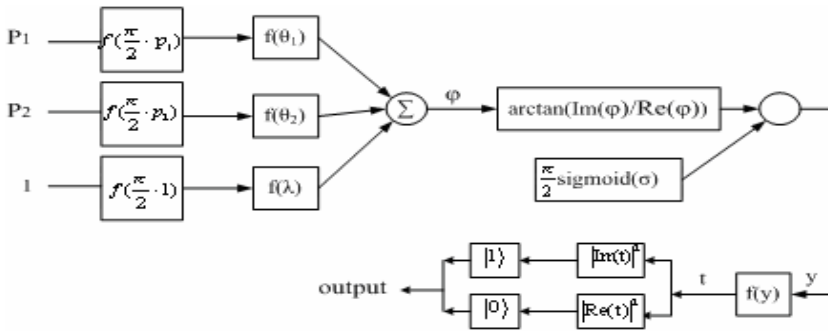 P1 f(π/2 · p₁) f(θ₁)
P2 f(π/2 · p₂) f(θ₂) Σ φ arctan(Im(φ)/Re(φ))
1 f(π/2 · 1) f(λ) π/2 sigmoid(σ)
|1⟩ |Im(t)|² t f(y) y
output
|0⟩ |Re(t)|²